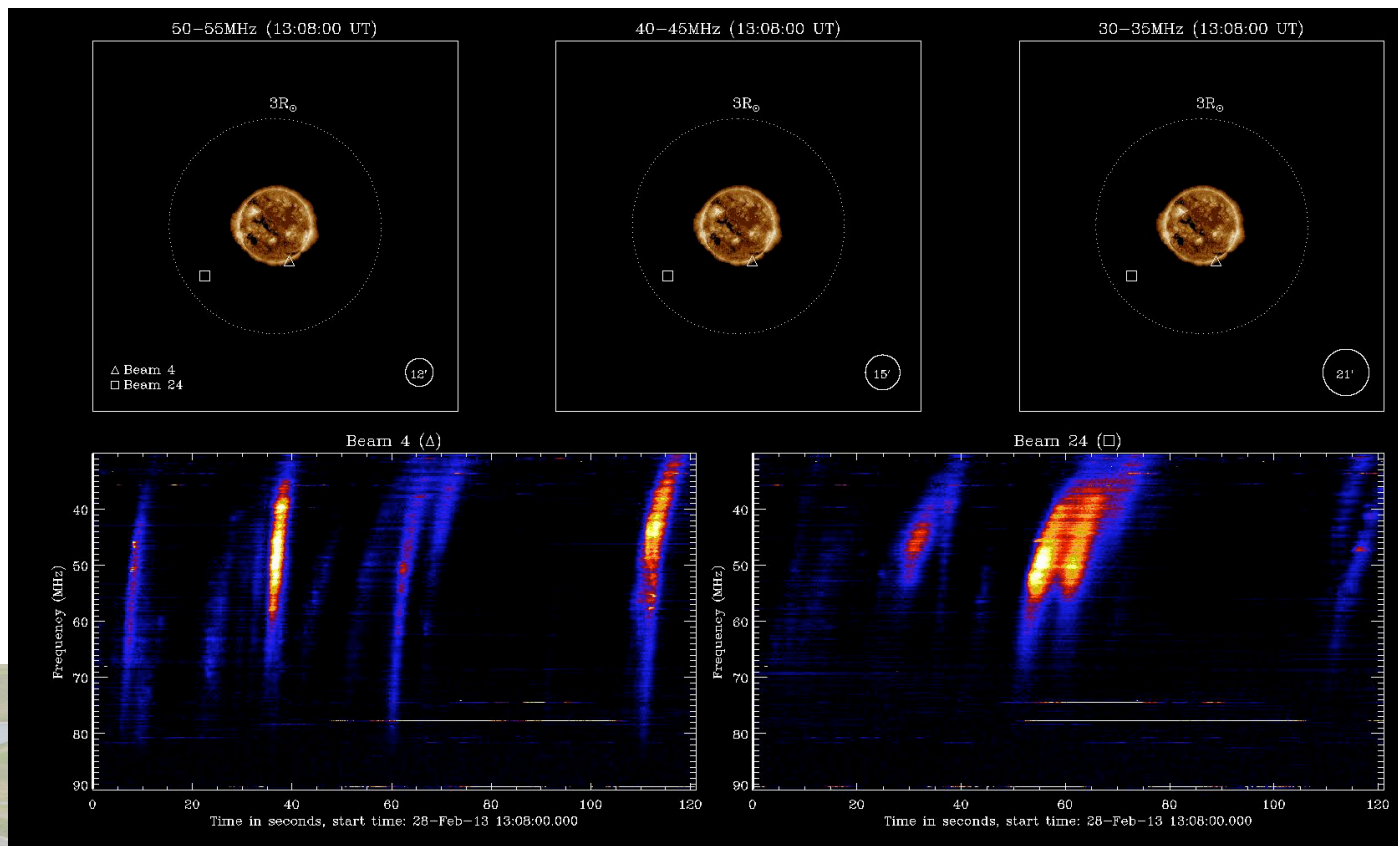 50–55MHz (13:08:00 UT)
40–45MHz (13:08:00 UT)
30–35MHz (13:08:00 UT)
3R☉
3R☉
3R☉
△ Beam 4
□ Beam 24
12'
15'
21'
Beam 4 (Δ)
Beam 24 (□)
Frequency (MHz)
40
50
60
70
80
90
0 20 40 60 80 100 120
Time in seconds, start time: 28–Feb–13 13:08:00.000
Frequency (MHz)
40
50
60
70
80
90
0 20 40 60 80 100 120
Time in seconds, start time: 28–Feb–13 13:08:00.000